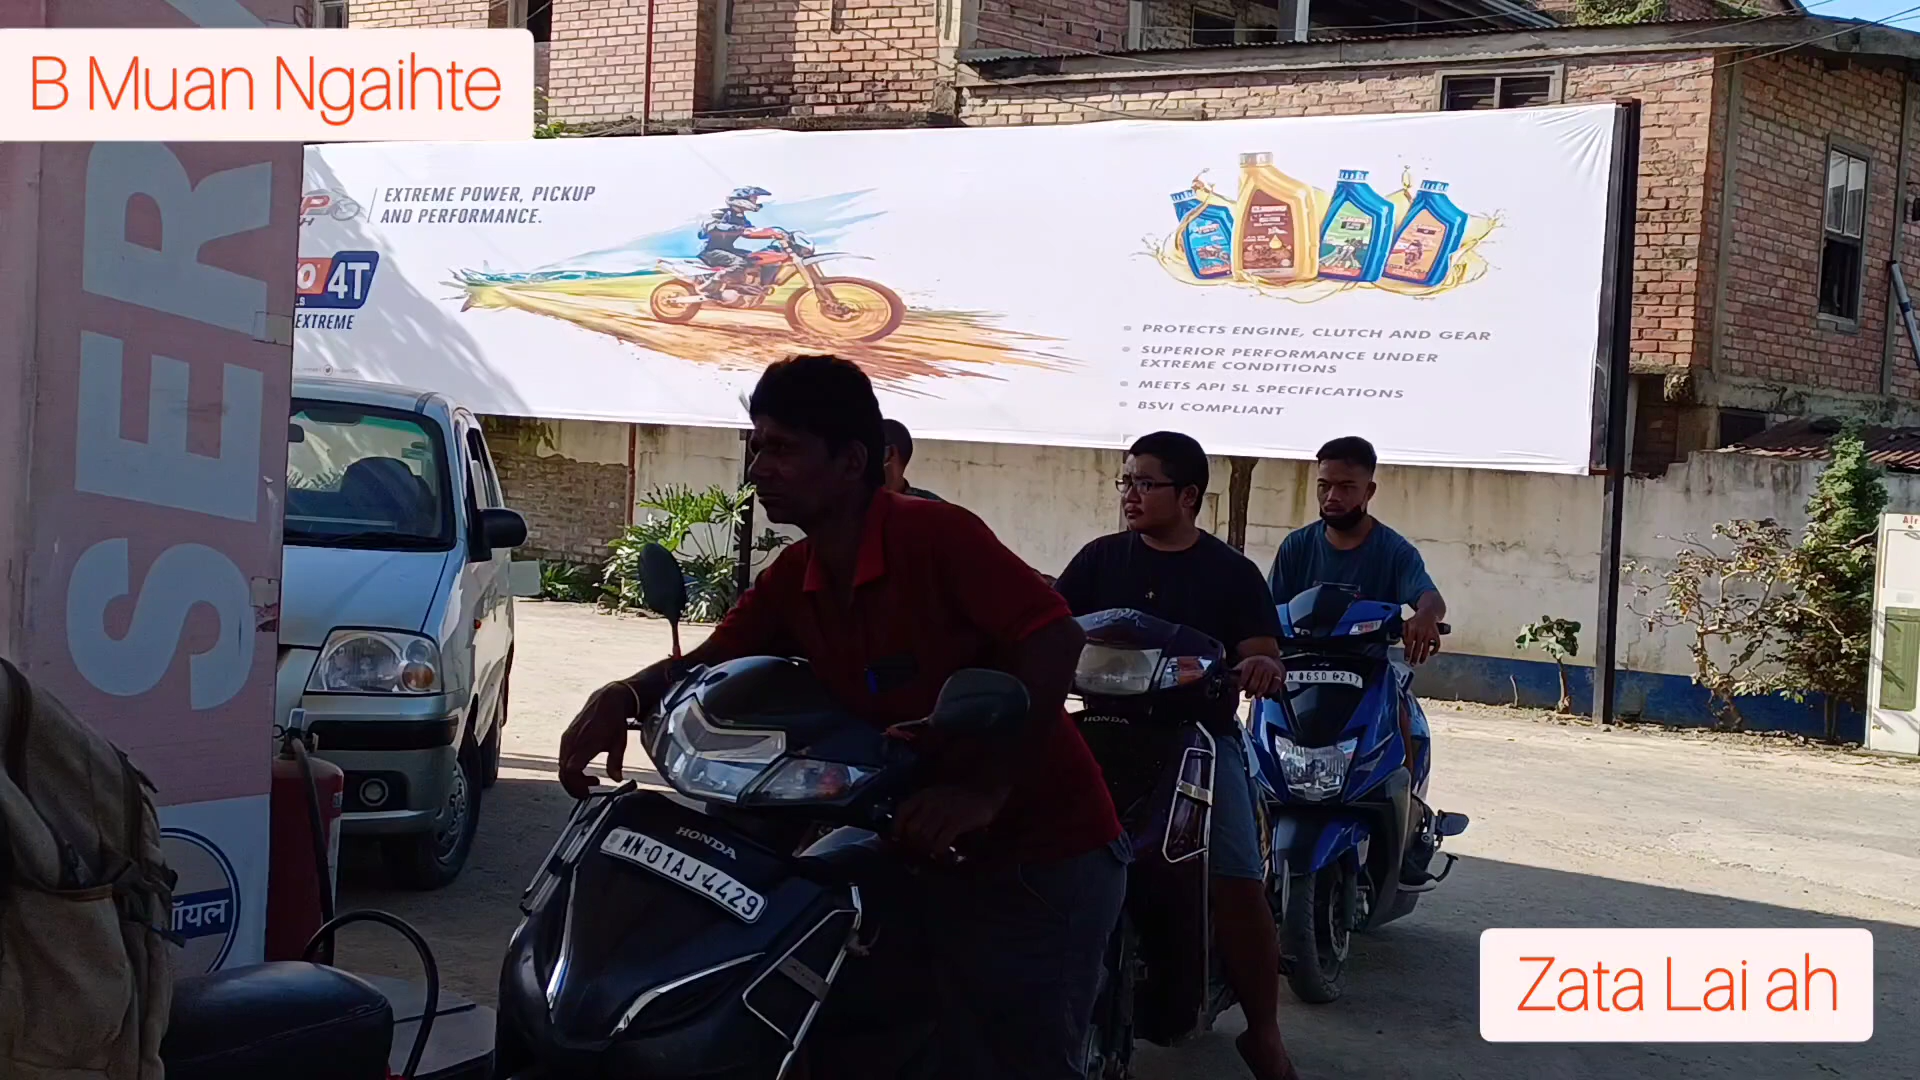 B Muan Ngaihte
EXTREME POWER, PICKUP
AND PERFORMANCE.
4T
EXTREME
PROTECTS ENGINE, CLUTCH AND GEAR
SUPERIOR PERFORMANCE UNDER
EXTREME CONDITIONS
MEETS API SL SPECIFICATIONS
BSVI COMPLIANT
SER
HONDA
MN 01AJ 4429
HONDA
Zata Lai ah